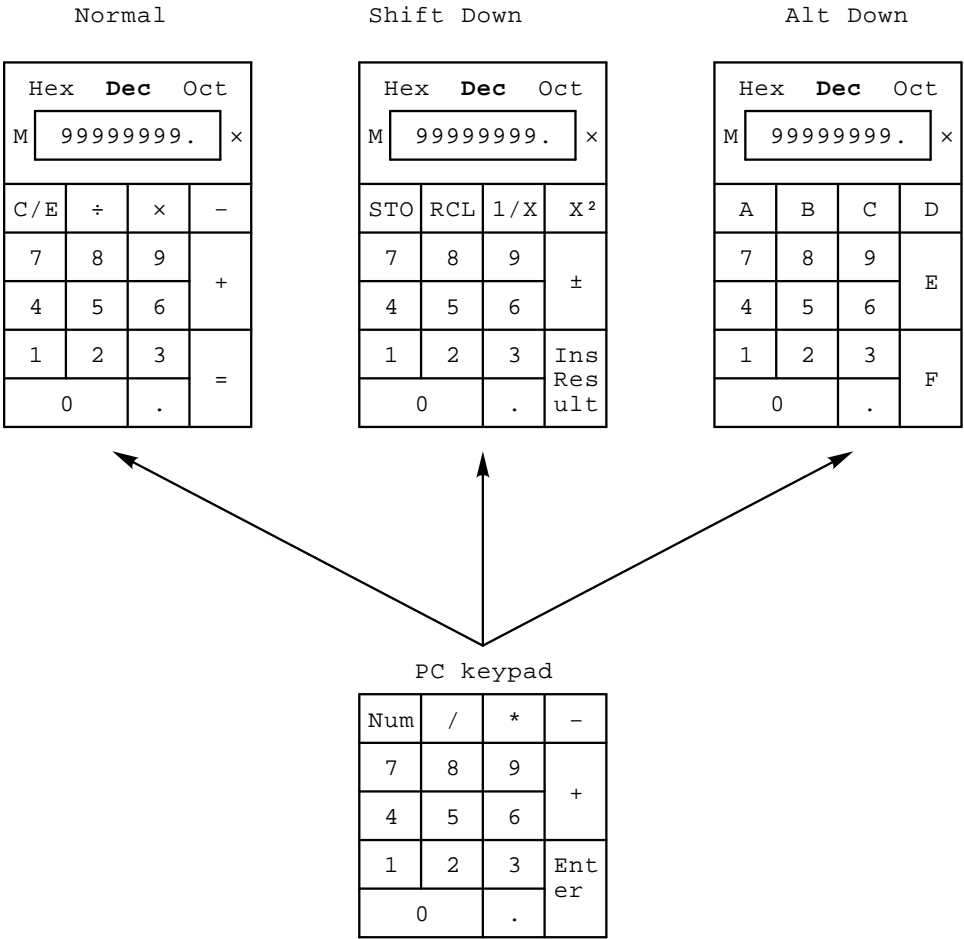 Normal
Shift Down
Alt Down
Hex Dec Oct
M 99999999. ×
C/E ÷ × −
7 8 9
+
4 5 6
1 2 3
=
0 .
Hex Dec Oct
M 99999999. ×
STO RCL 1/X X²
7 8 9
±
4 5 6
1 2 3 Ins
Res
0 . ult
Hex Dec Oct
M 99999999. ×
A B C D
7 8 9
E
4 5 6
1 2 3
F
0 .
PC keypad
Num / * −
7 8 9
+
4 5 6
1 2 3 Ent
er
0 .